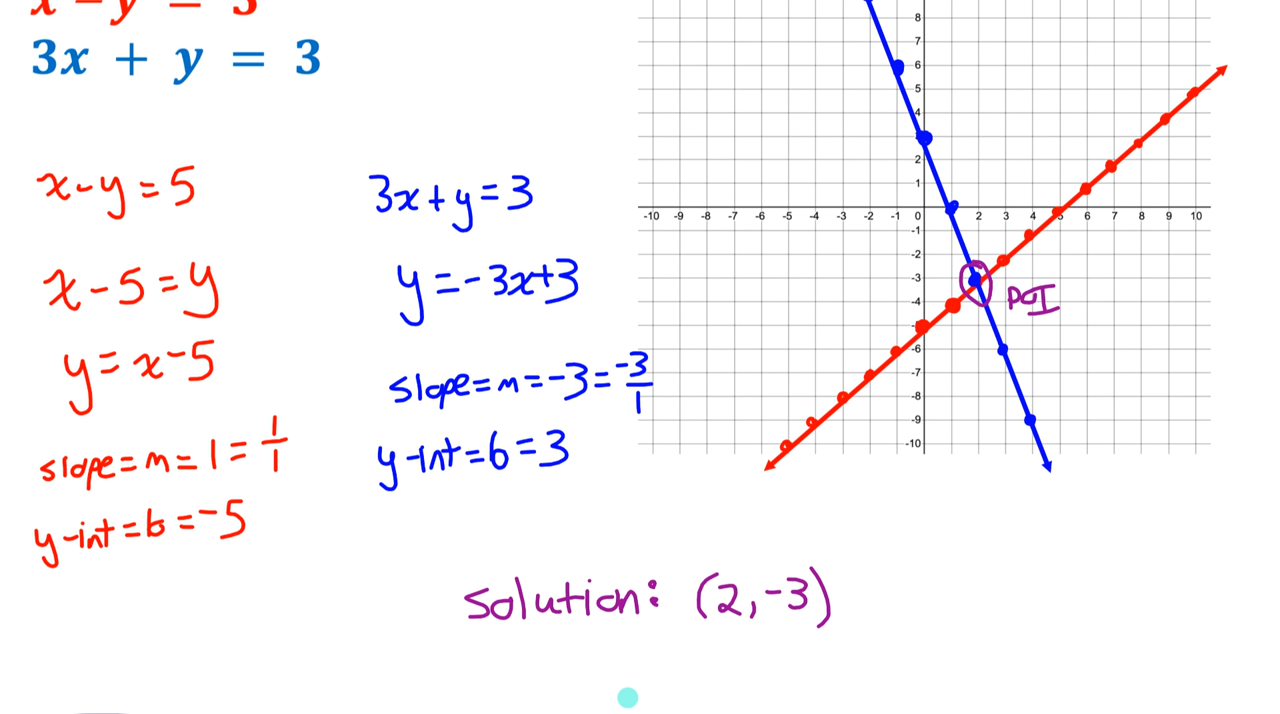 x − y = 5
3x + y = 3
x-y=5
x-5=y
y=x-5
slope=m=1=1/1
y-int=b=-5
3x+y=3
y=-3x+3
slope=m=-3=-3/1
y-int=b=3
8
7
6
5
4
2
1
-10 -9 -8 -7 -6 -5 -4 -3 -2 -1 0 2 3 4 5 6 7 8 9 10
-1
-2
-3
-4
-6
-7
-8
-9
-10
POI
Solution: (2,-3)